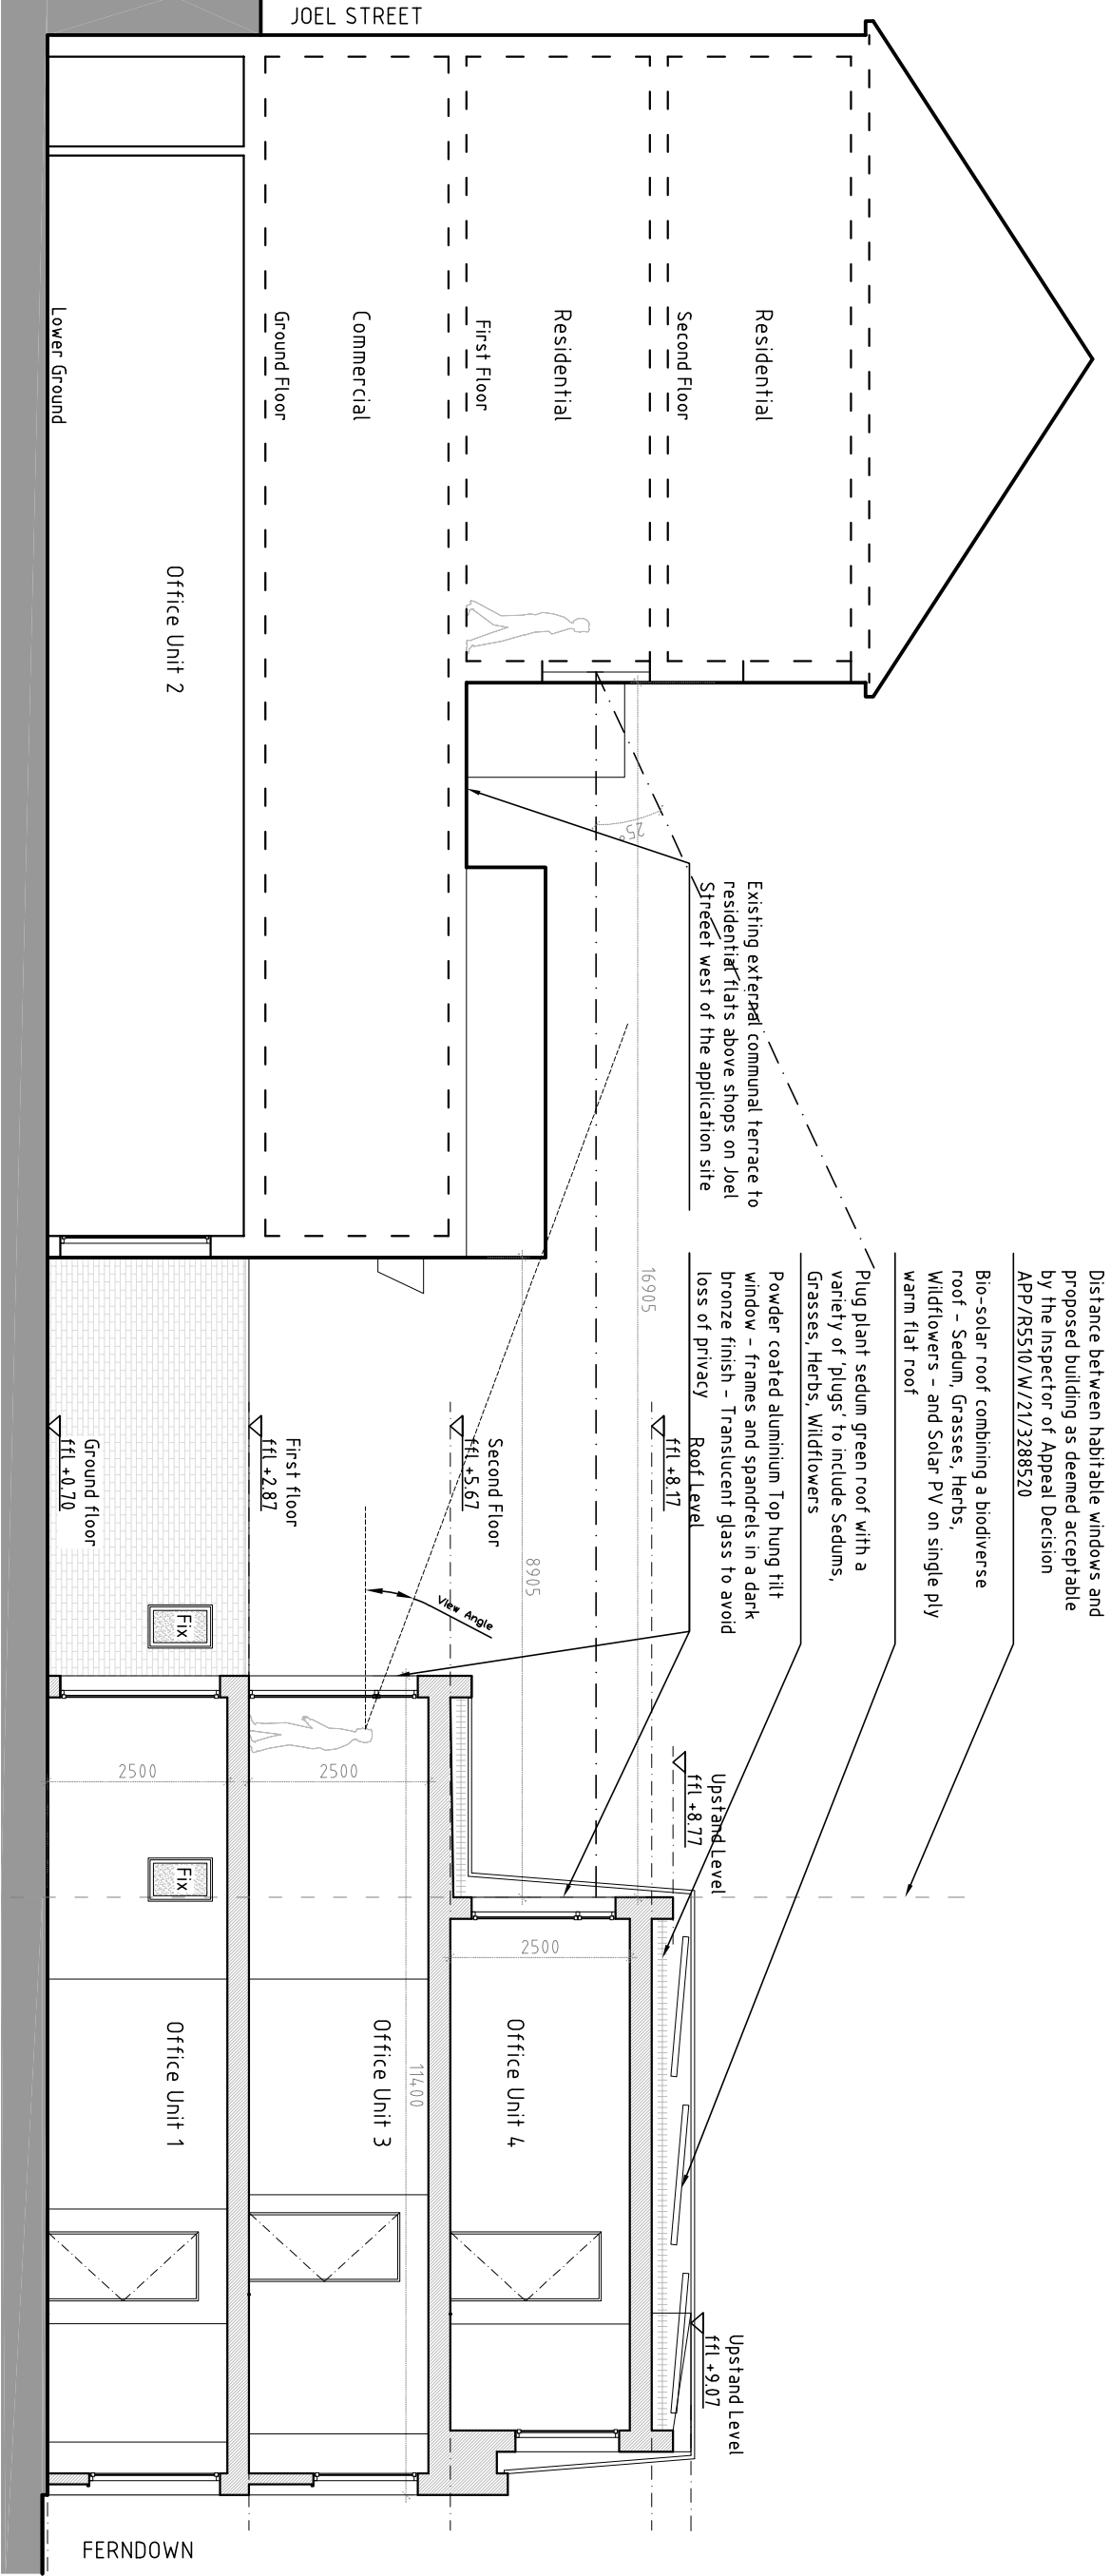 JOEL STREET
Distance between habitable windows and
proposed building as deemed acceptable
by the Inspector of Appeal Decision
APP/R5510/W/21/3288520
Bio-solar roof combining a biodiverse
roof - Sedum, Grasses, Herbs,
Wildflowers - and Solar PV on single ply
warm flat roof
Plug plant sedum green roof with a
variety of 'plugs' to include Sedums,
Grasses, Herbs, Wildflowers
Powder coated aluminium Top hung tilt
window - frames and spandrels in a dark
bronze finish - Translucent glass to avoid
loss of privacy
Existing external communal terrace to
residential flats above shops on Joel
Streeet west of the application site
Residential
Second Floor
Residential
First Floor
Commercial
Ground Floor
Office Unit 2
Lower Ground
25°
16905
8905
Roof Level
ffl +8.17
Second Floor
ffl +5.67
First floor
ffl +2.87
Ground floor
ffl +0.70
View Angle
Upstand Level
ffl +8.77
Upstand Level
ffl +9.07
Fix
Fix
2500
2500
2500
11400
Office Unit 4
Office Unit 3
Office Unit 1
FERNDOWN